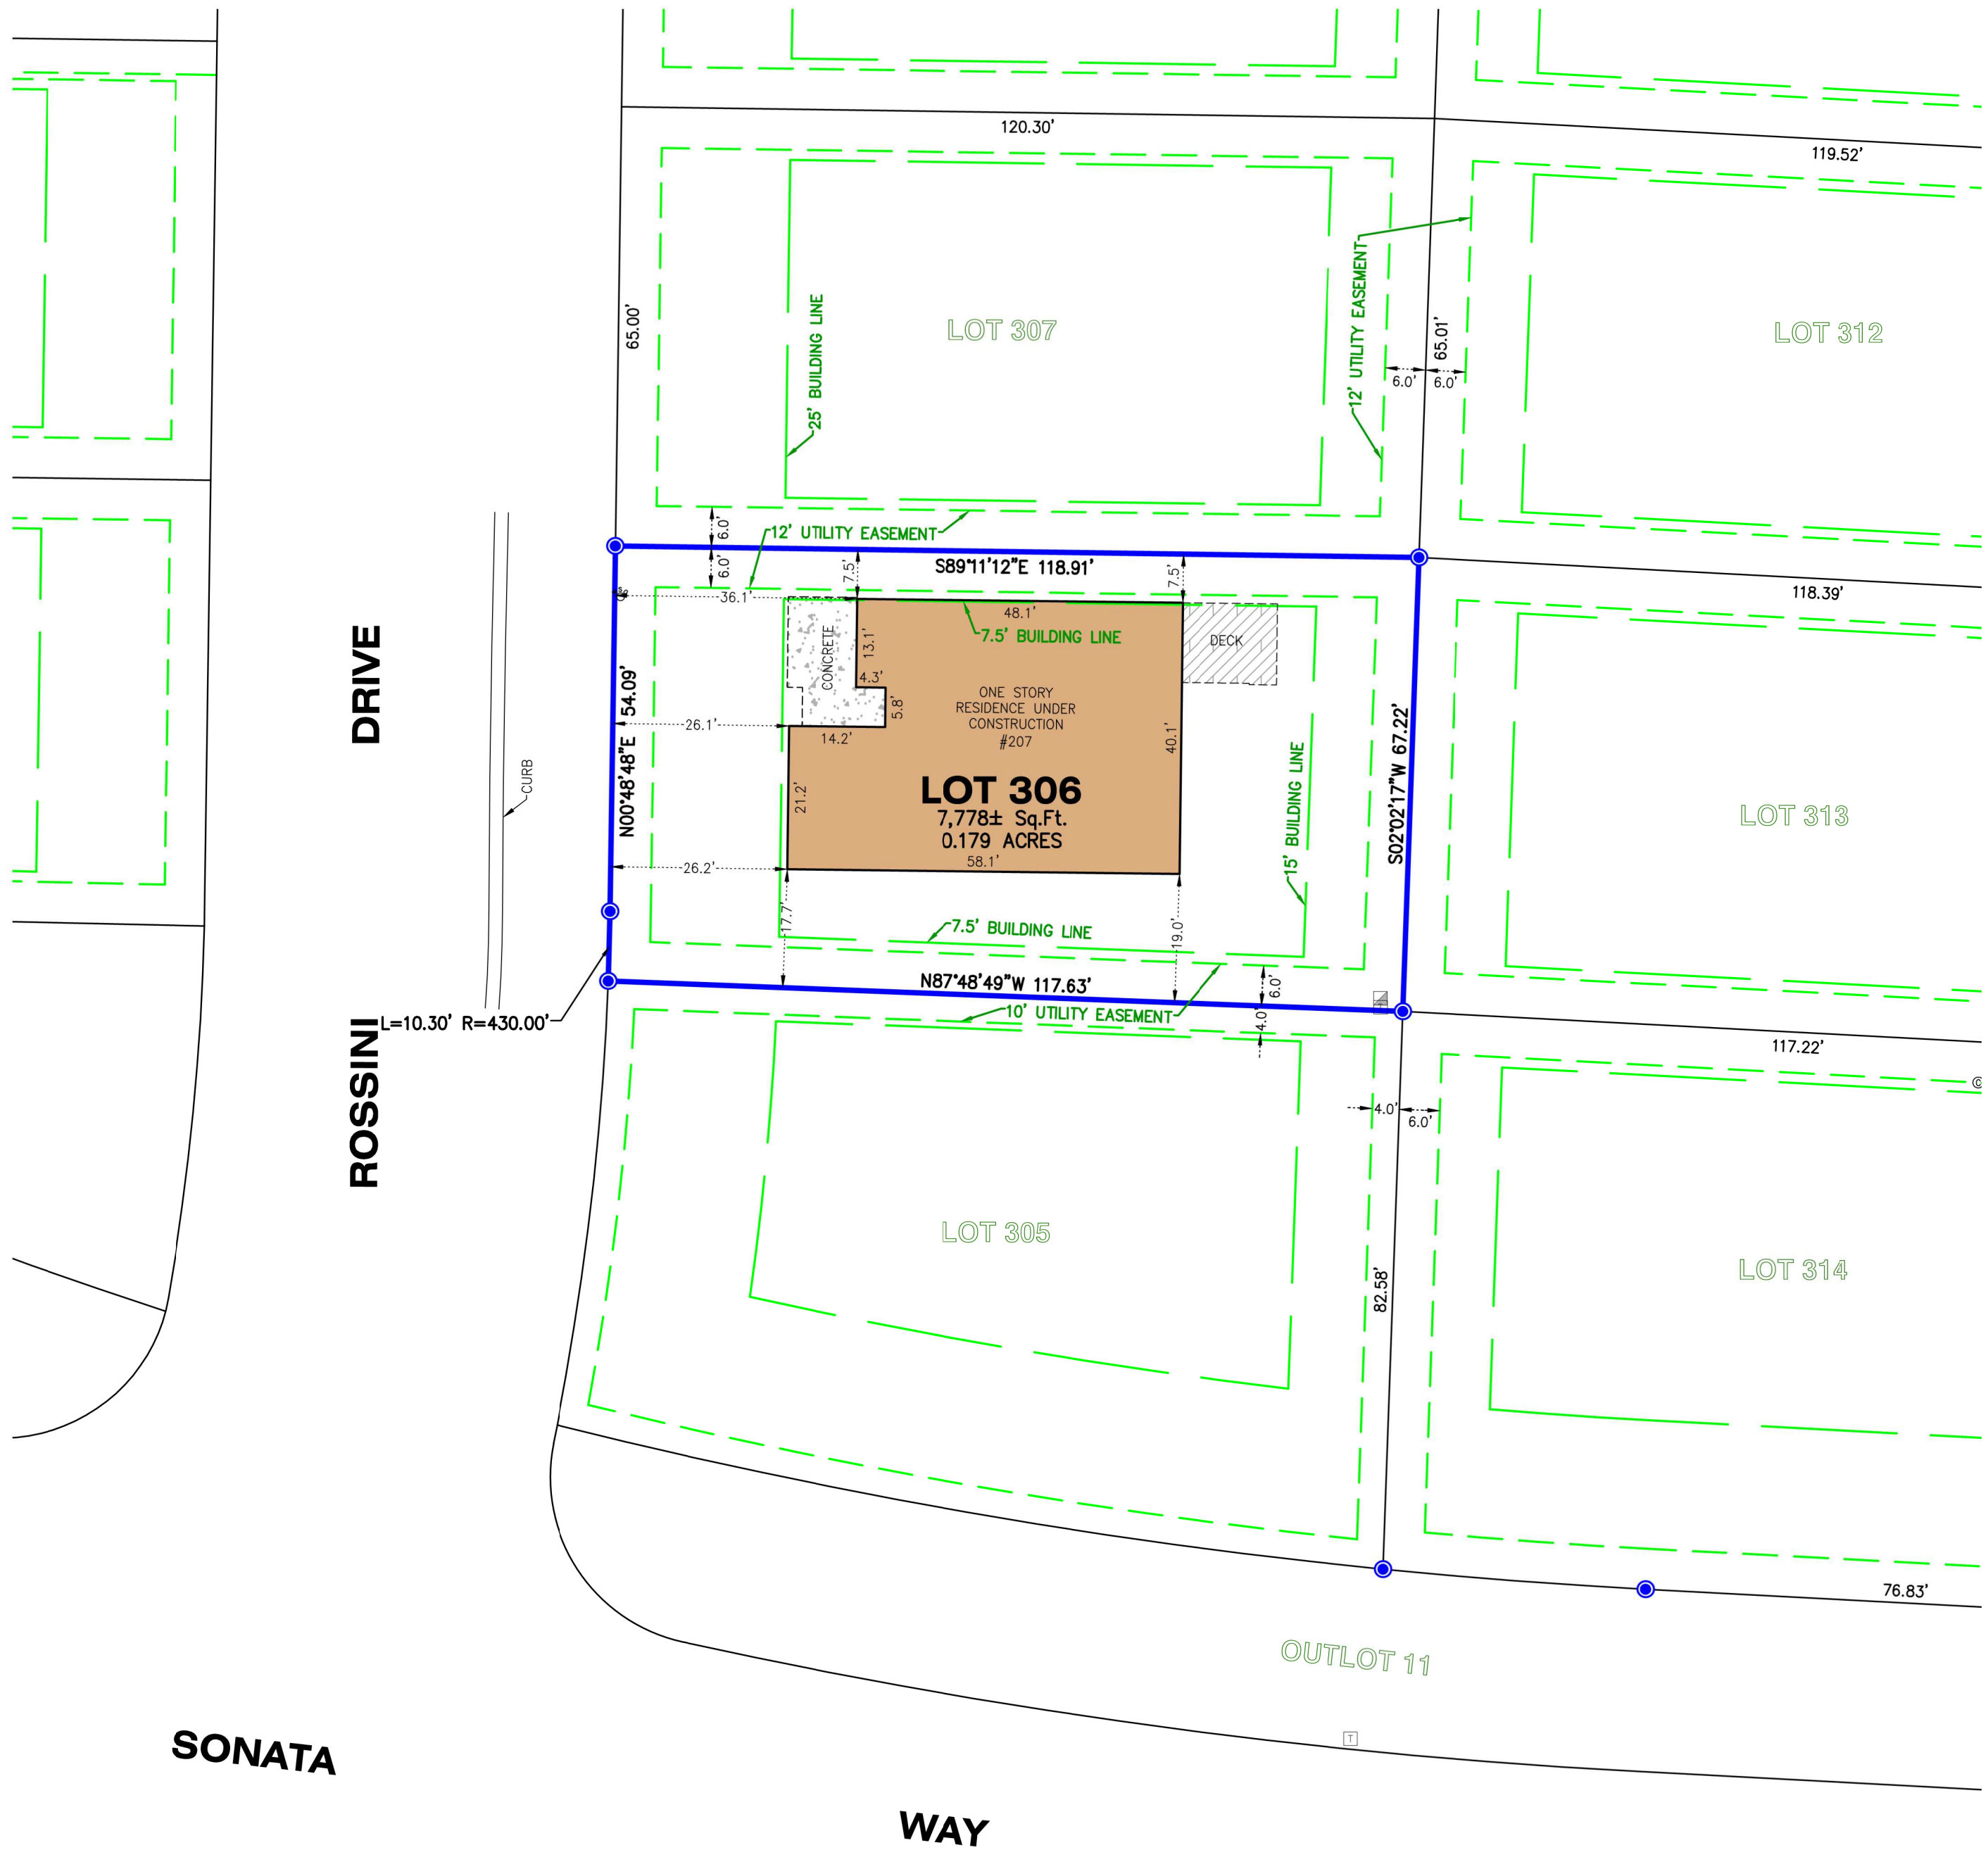 120.30'
119.52'
65.00'
25' BUILDING LINE
LOT 307
12' UTILITY EASEMENT
65.01'
LOT 312
6.0'
6.0'
6.0'
12' UTILITY EASEMENT
6.0'
7.5'
S89°11'12"E 118.91'
7.5'
36.1'
48.1'
118.39'
7.5' BUILDING LINE
CONCRETE
13.1'
DECK
4.3'
5.8'
DRIVE
N00°48'48"E 54.09'
26.1'
14.2'
ONE STORY
RESIDENCE UNDER
CONSTRUCTION
#207
40.1'
S02°02'17"W 67.22'
CURB
21.2'
LOT 306
7,778± Sq.Ft.
0.179 ACRES
58.1'
15' BUILDING LINE
LOT 313
26.2'
17.7'
7.5' BUILDING LINE
19.0'
N87°48'49"W 117.63'
6.0'
L=10.30' R=430.00'
10' UTILITY EASEMENT
4.0'
117.22'
ROSSINI
4.0'
6.0'
LOT 305
82.58'
LOT 314
76.83'
OUTLOT 11
T
SONATA
WAY